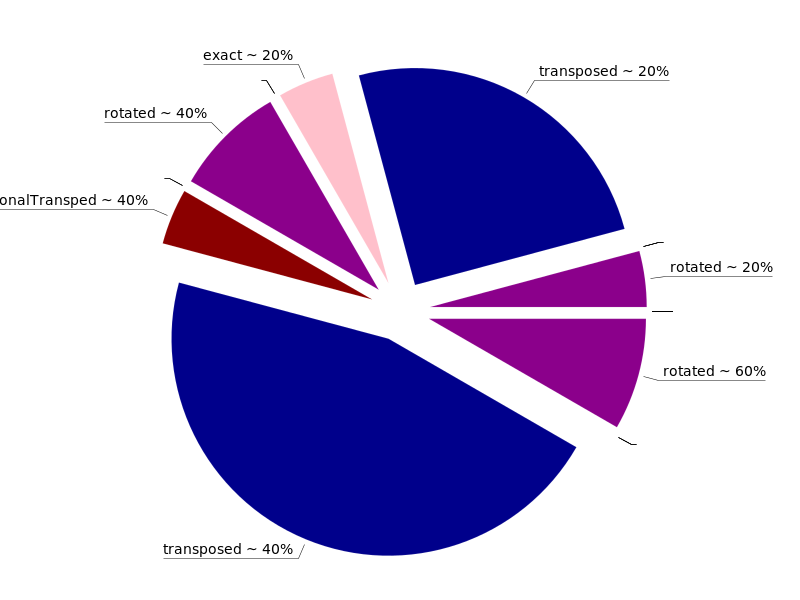 exact ~ 20%
transposed ~ 20%
rotated ~ 40%
onalTransped ~ 40%
rotated ~ 20%
rotated ~ 60%
transposed ~ 40%